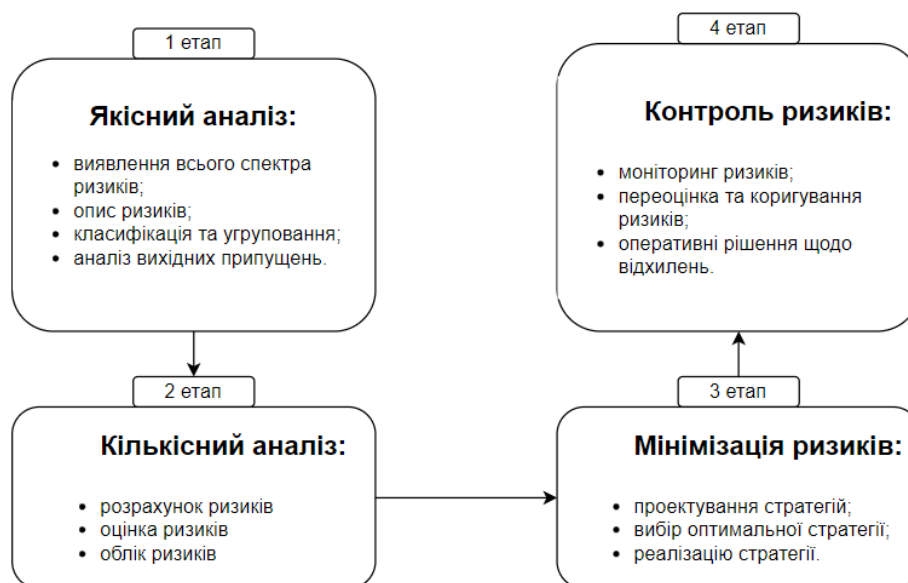 1 етап
Якісний аналіз:
виявлення всього спектра
ризиків;
опис ризиків;
класифікація та угруповання;
аналіз вихідних припущень.
2 етап
Кількісний аналіз:
розрахунок ризиків
оцінка ризиків
облік ризиків
3 етап
Мінімізація ризиків:
проектування стратегій;
вибір оптимальної стратегії;
реалізацію стратегії.
4 етап
Контроль ризиків:
моніторинг ризиків;
переоцінка та коригування
ризиків;
оперативні рішення щодо
відхилень.